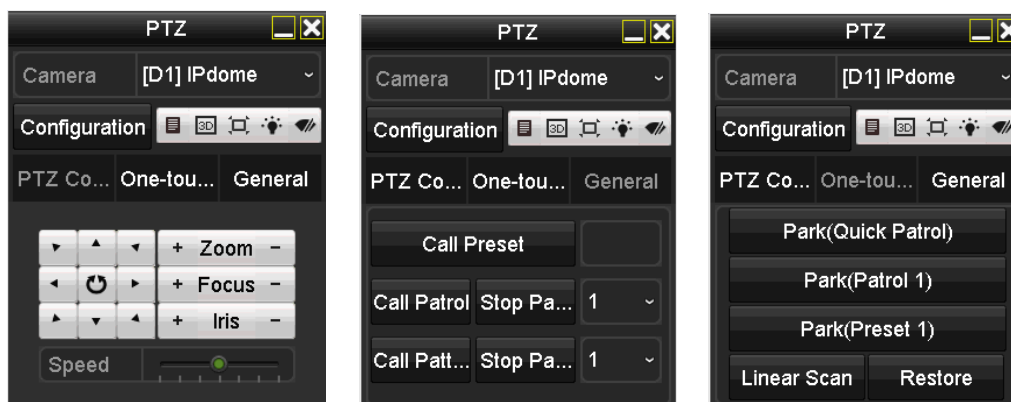 PTZ
Camera [D1] IPdome
Configuration 3D
PTZ Co... One-tou... General
+ Zoom −
+ Focus −
+ Iris −
Speed
PTZ
Camera [D1] IPdome
Configuration 3D
PTZ Co... One-tou... General
Call Preset
Call Patrol Stop Pa... 1
Call Patt... Stop Pa... 1
PTZ
Camera [D1] IPdome
Configuration 3D
PTZ Co... One-tou... General
Park(Quick Patrol)
Park(Patrol 1)
Park(Preset 1)
Linear Scan Restore